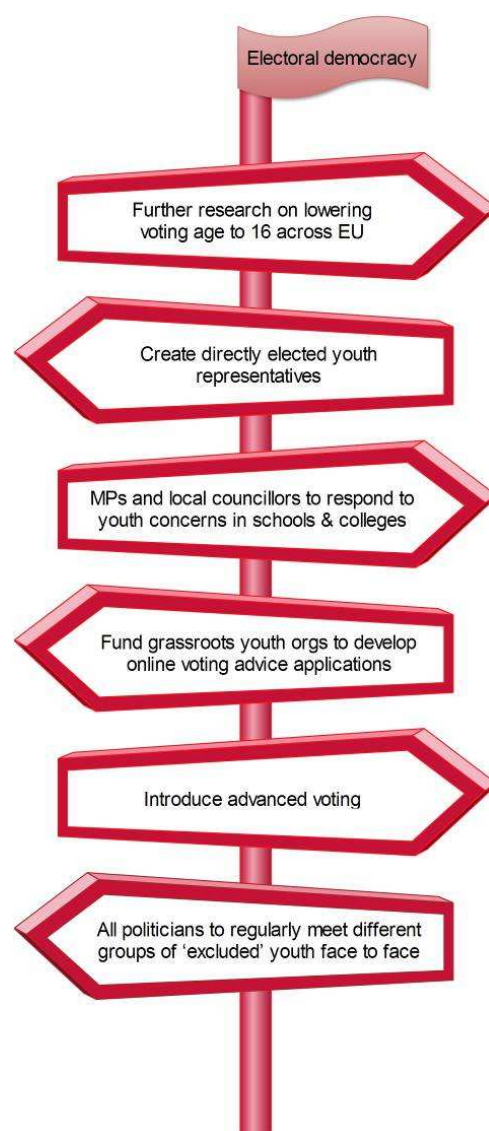 Electoral democracy
Further research on lowering
voting age to 16 across EU
Create directly elected youth
representatives
MPs and local councillors to respond to
youth concerns in schools & colleges
Fund grassroots youth orgs to develop
online voting advice applications
Introduce advanced voting
All politicians to regularly meet different
groups of ‘excluded’ youth face to face